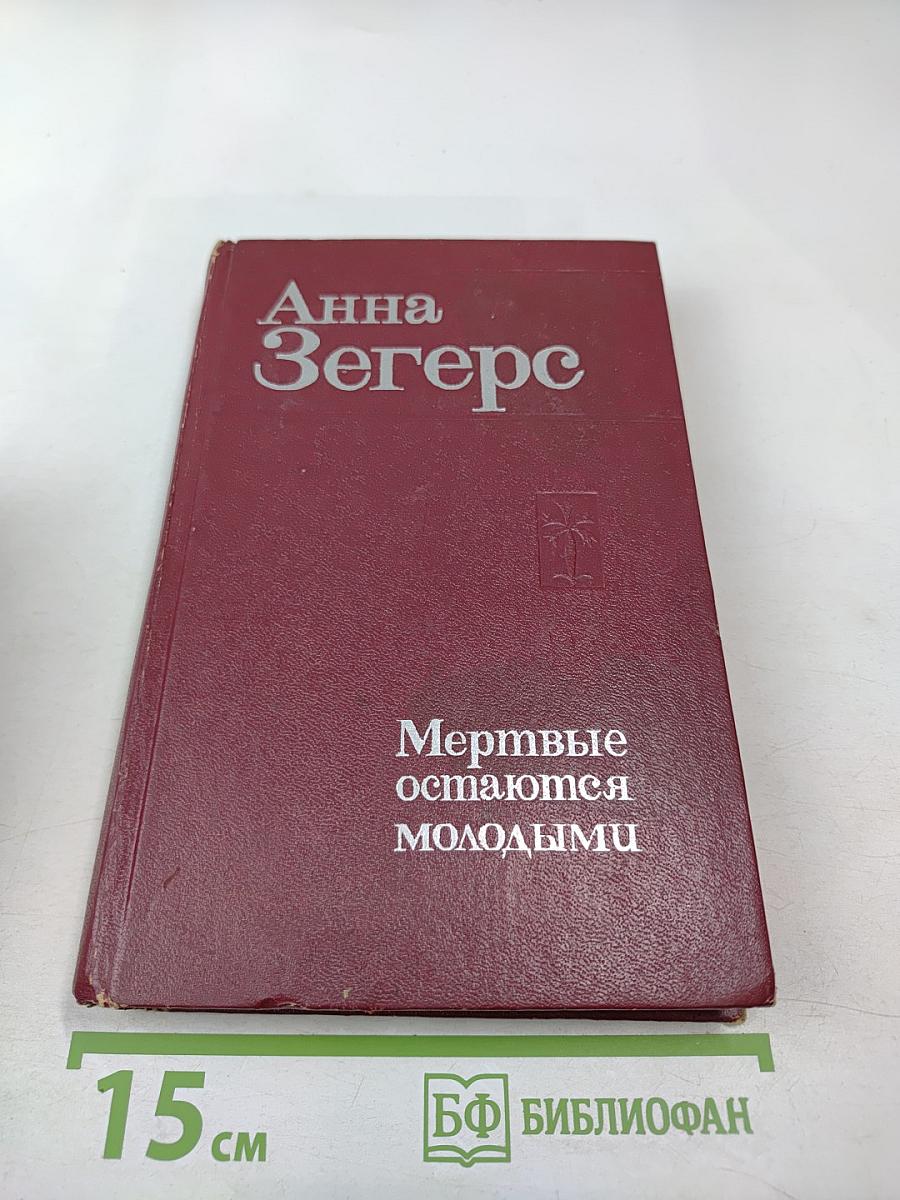 Анна
Зегерс
Мертвые
остаются
молодыми
15 см
БФ БИБЛИОФАН